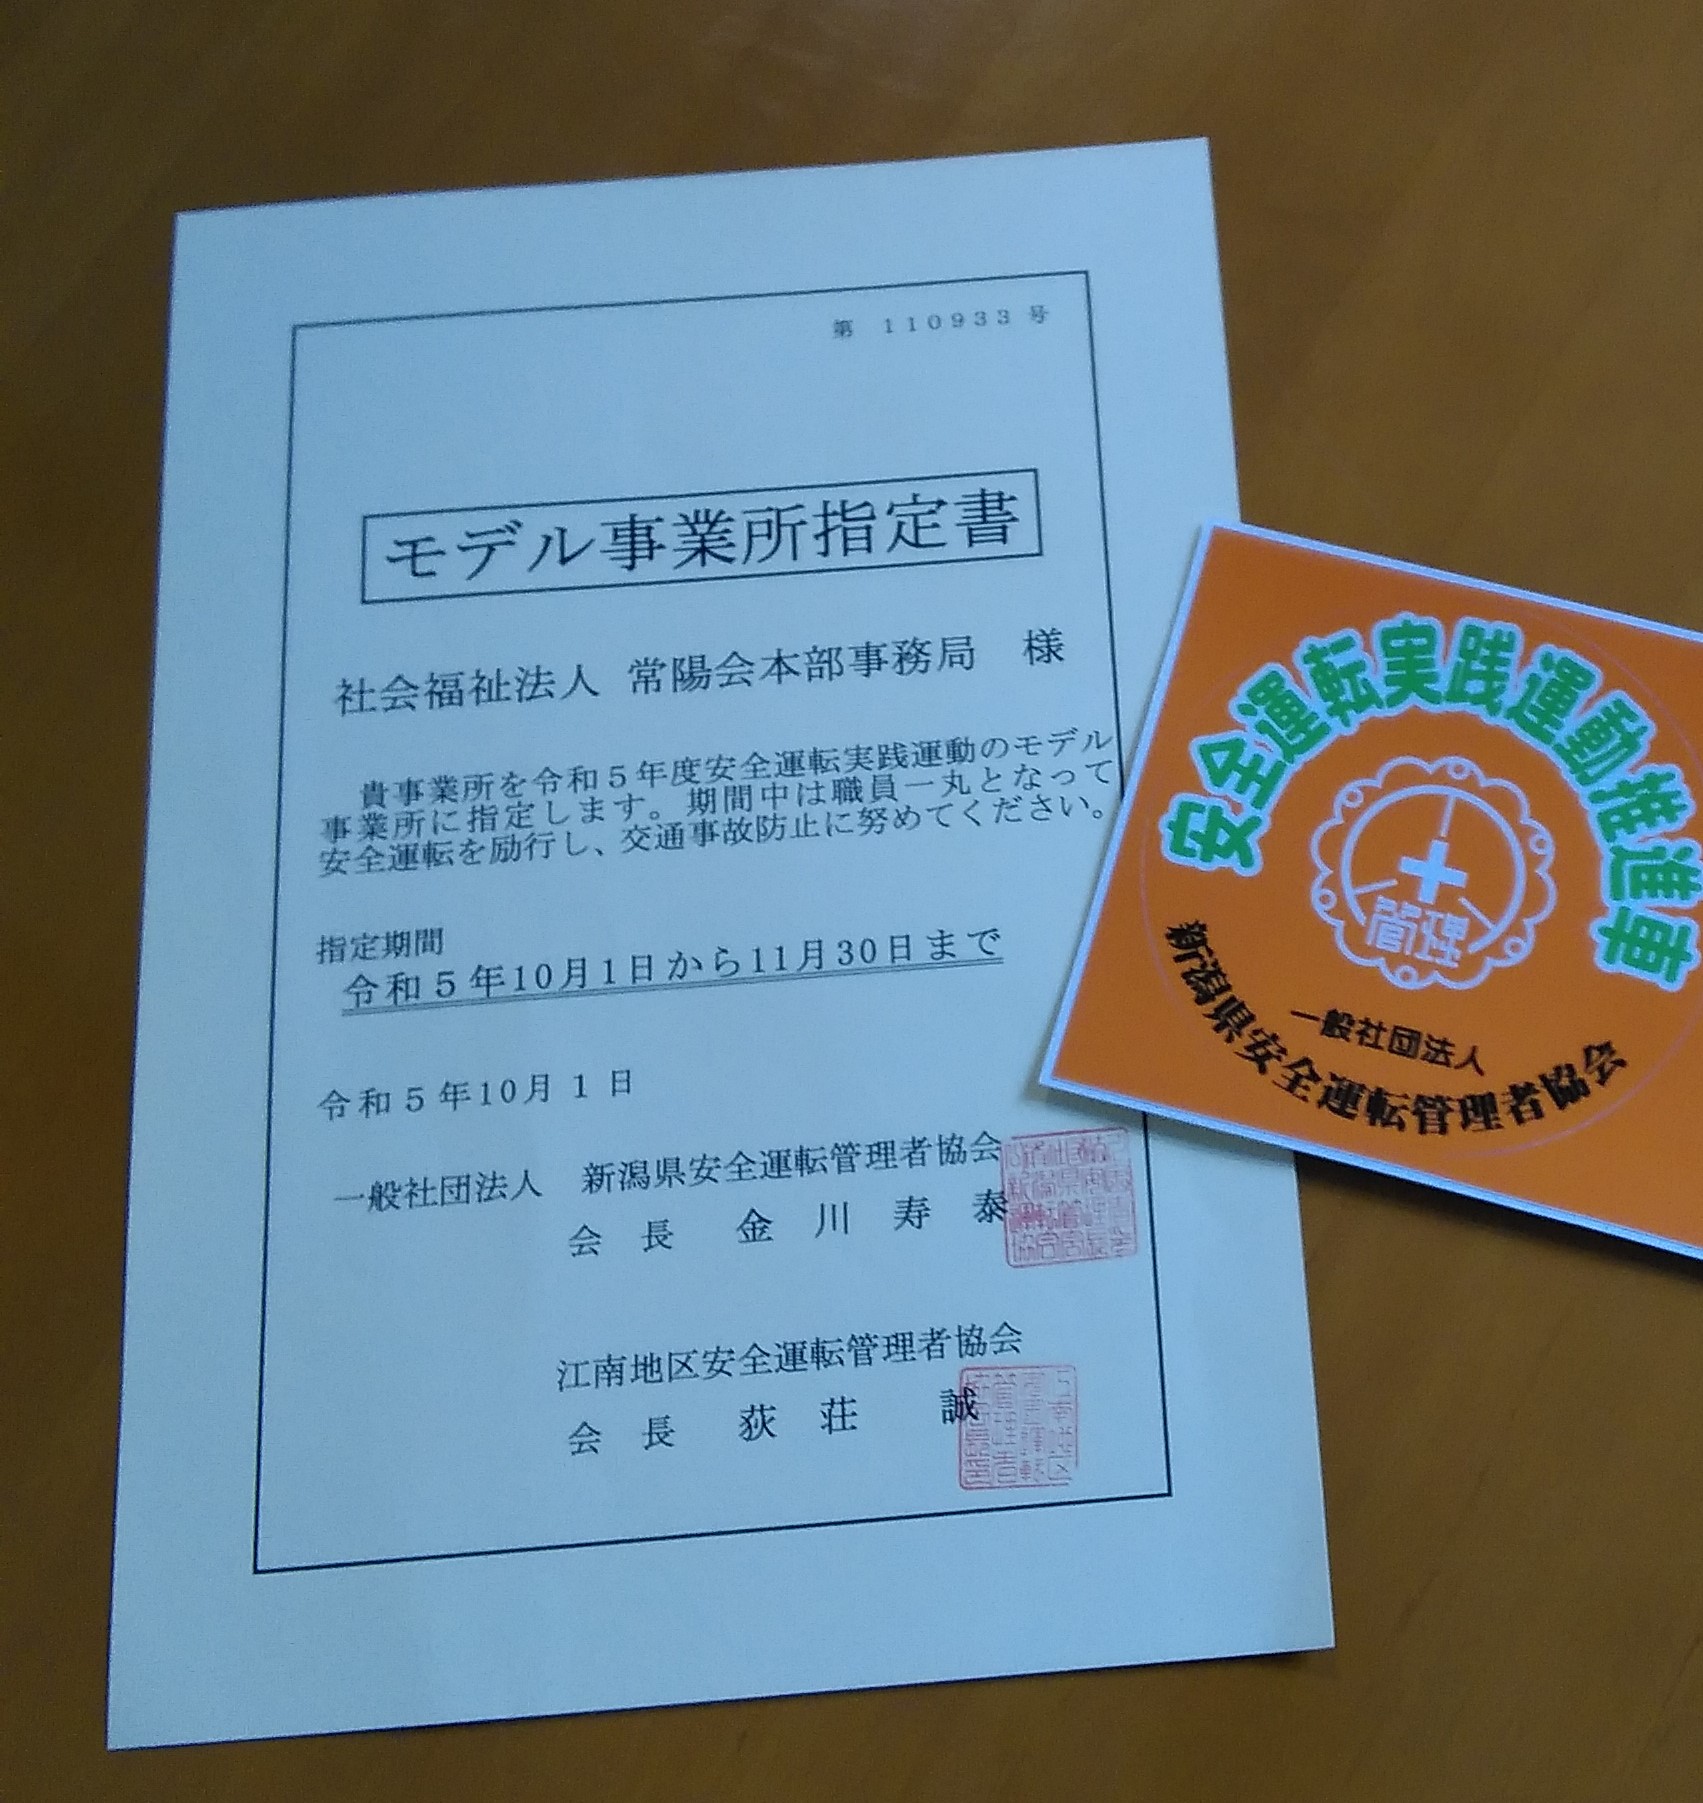 第 110933 号
モデル事業所指定書
社会福祉法人 常陽会本部事務局 様
貴事業所を令和5年度安全運転実践運動のモデル
事業所に指定します。期間中は職員一丸となって
安全運転を励行し、交通事故防止に努めてください。
指定期間
令和5年10月1日から11月30日まで
令和5年10月1日
一般社団法人 新潟県安全運転管理者協会
会長 金川寿泰
江南地区安全運転管理者協会
会長 荻荘 誠
安全運転実践運動推進車
管理
一般社団法人
新潟県安全運転管理者協会